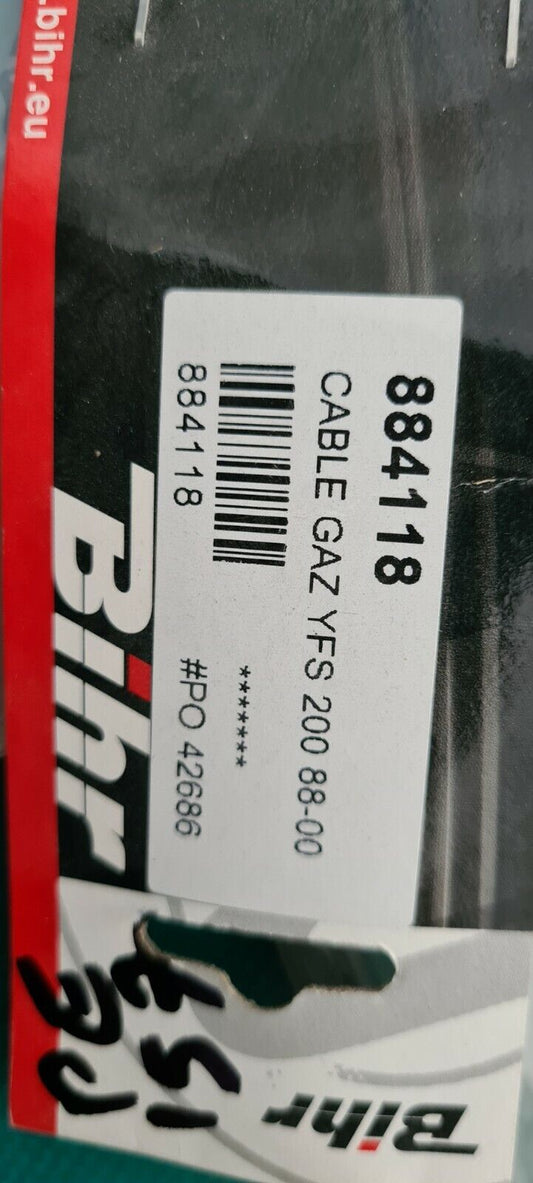 .bihr.eu
884118
CABLE GAZ YFS 200 88-00
*******
884118
#PO 42686
Bihr
Bihr